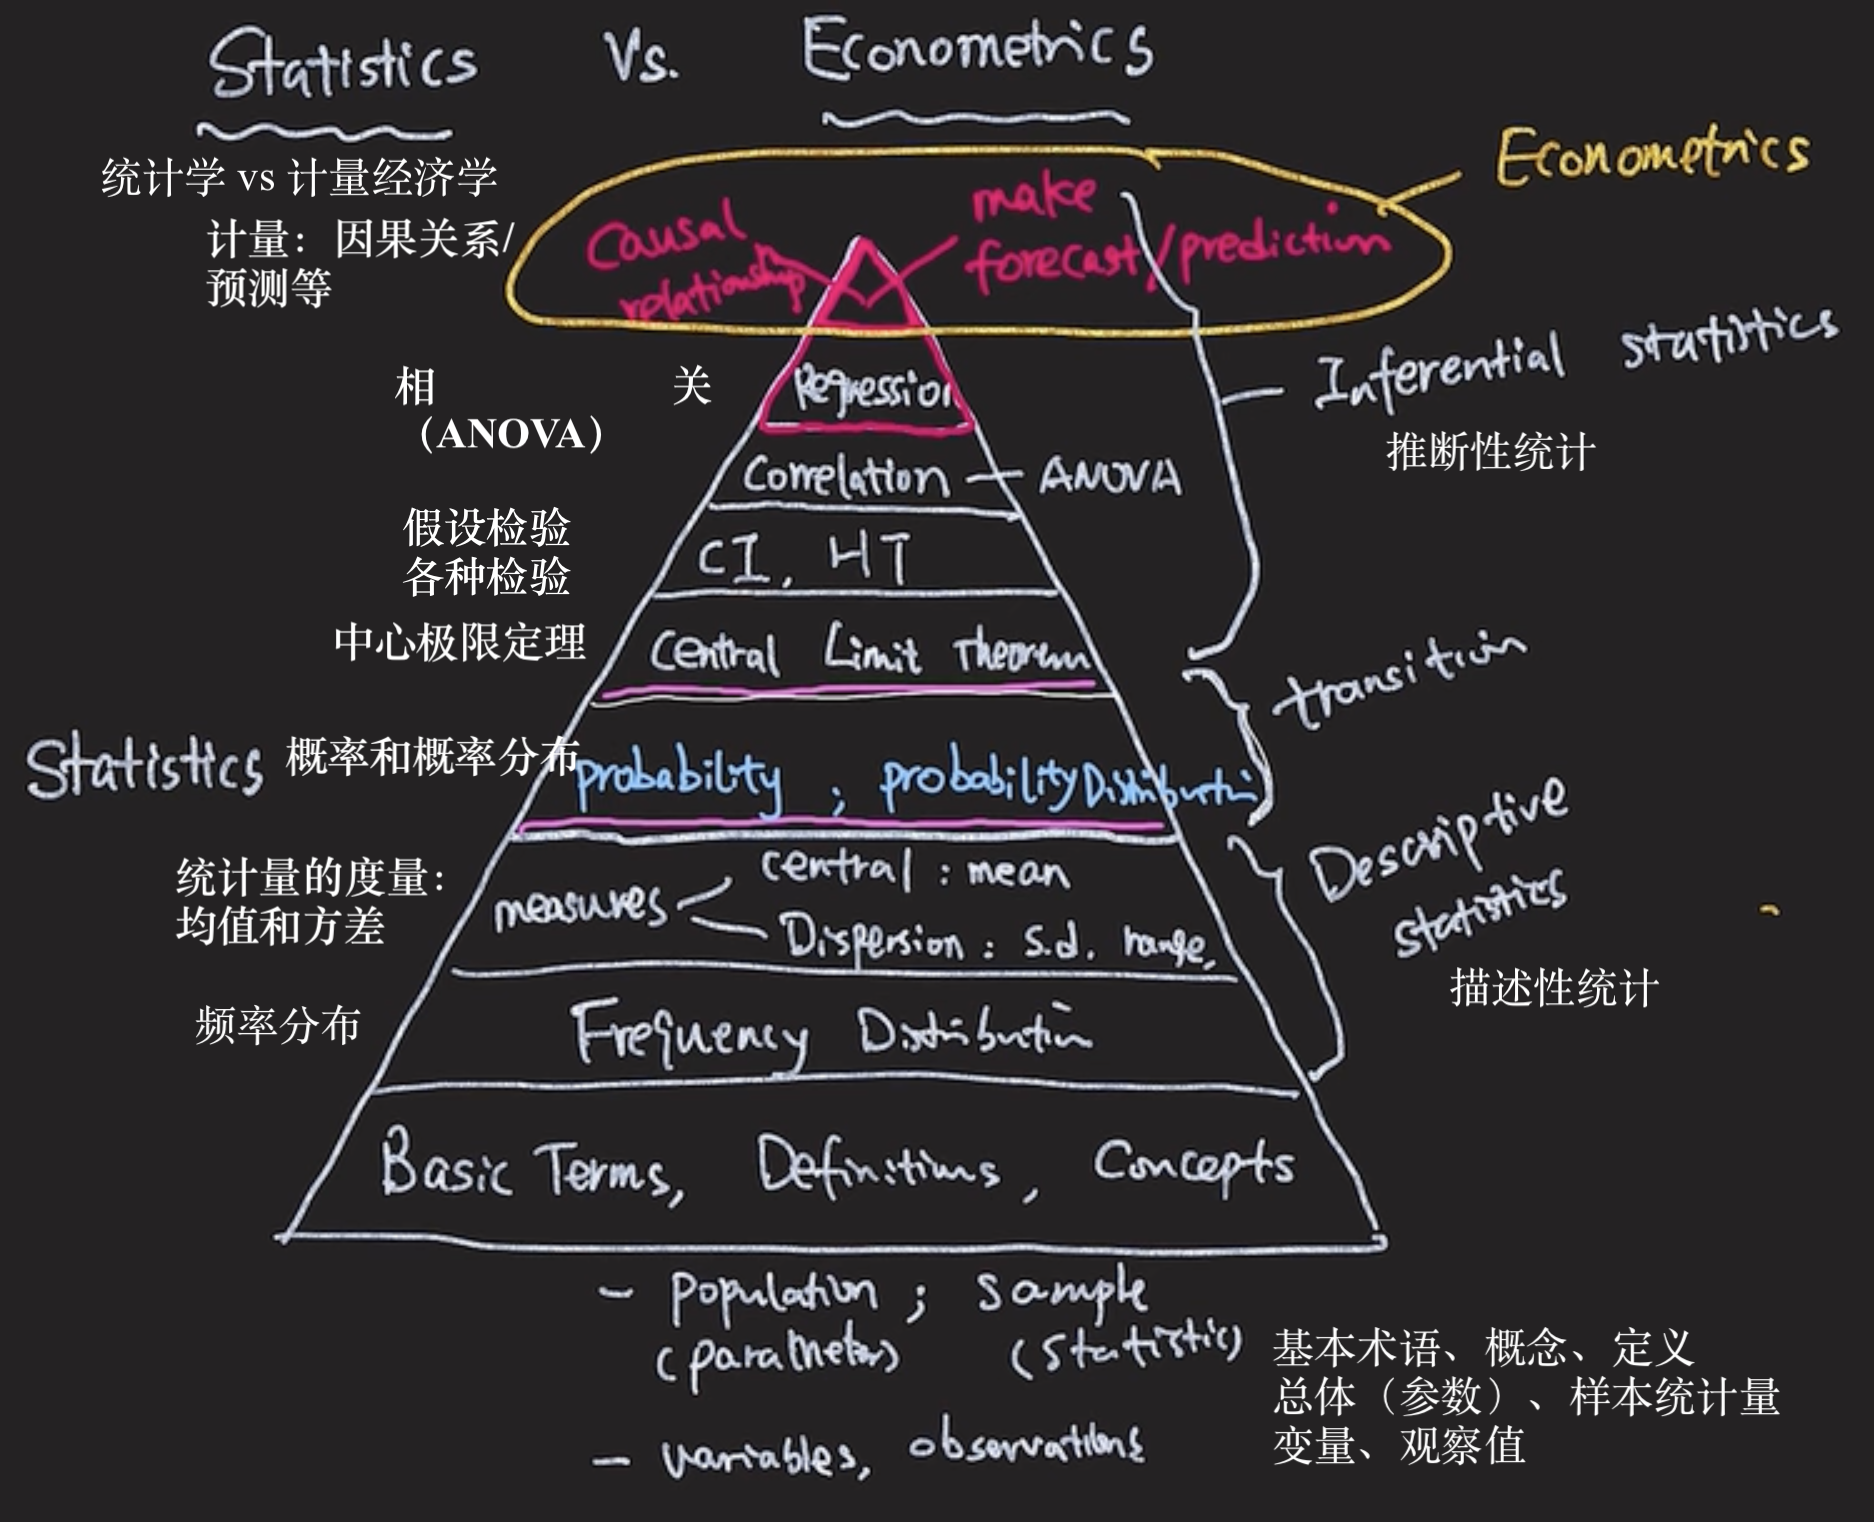 Statistics Vs. Econometrics
统计学 vs 计量经济学
Econometrics
计量：因果关系/
预测等
Causal
relationship
make
forecast/prediction
Inferential statistics
推断性统计
相 关
（ANOVA）
Regression
Correlation — ANOVA
假设检验
各种检验
CI, HT
中心极限定理
Central Limit Theorem
transition
Statistics
概率和概率分布
probability ; probability Distribution
统计量的度量：
均值和方差
measures
central : mean
Dispersion : s.d. range,
Descriptive
statistics
描述性统计
频率分布
Frequency Distribution
Basic Terms, Definitions, Concepts
- population ; sample
(parameter) (statistic)
- variables, observations
基本术语、概念、定义
总体（参数）、样本统计量
变量、观察值